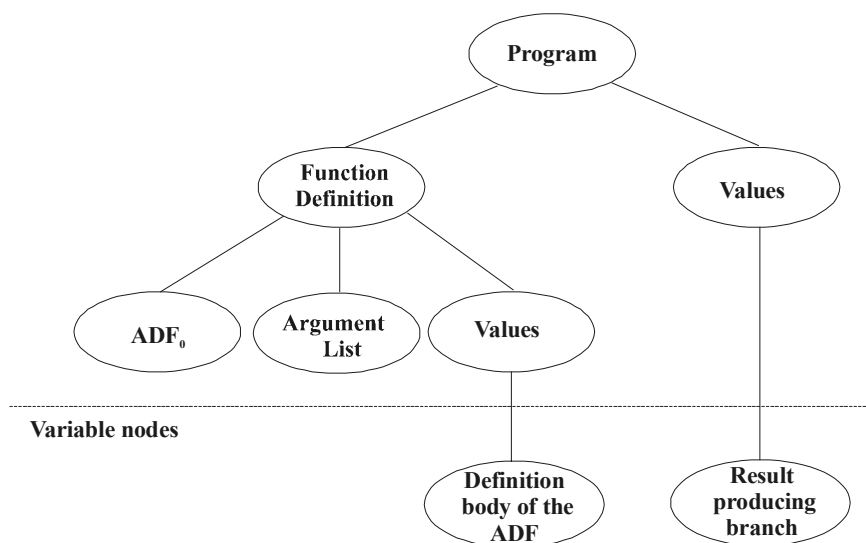 Program
Function
Definition
Values
ADF₀
Argument
List
Values
Variable nodes
Definition
body of the
ADF
Result
producing
branch